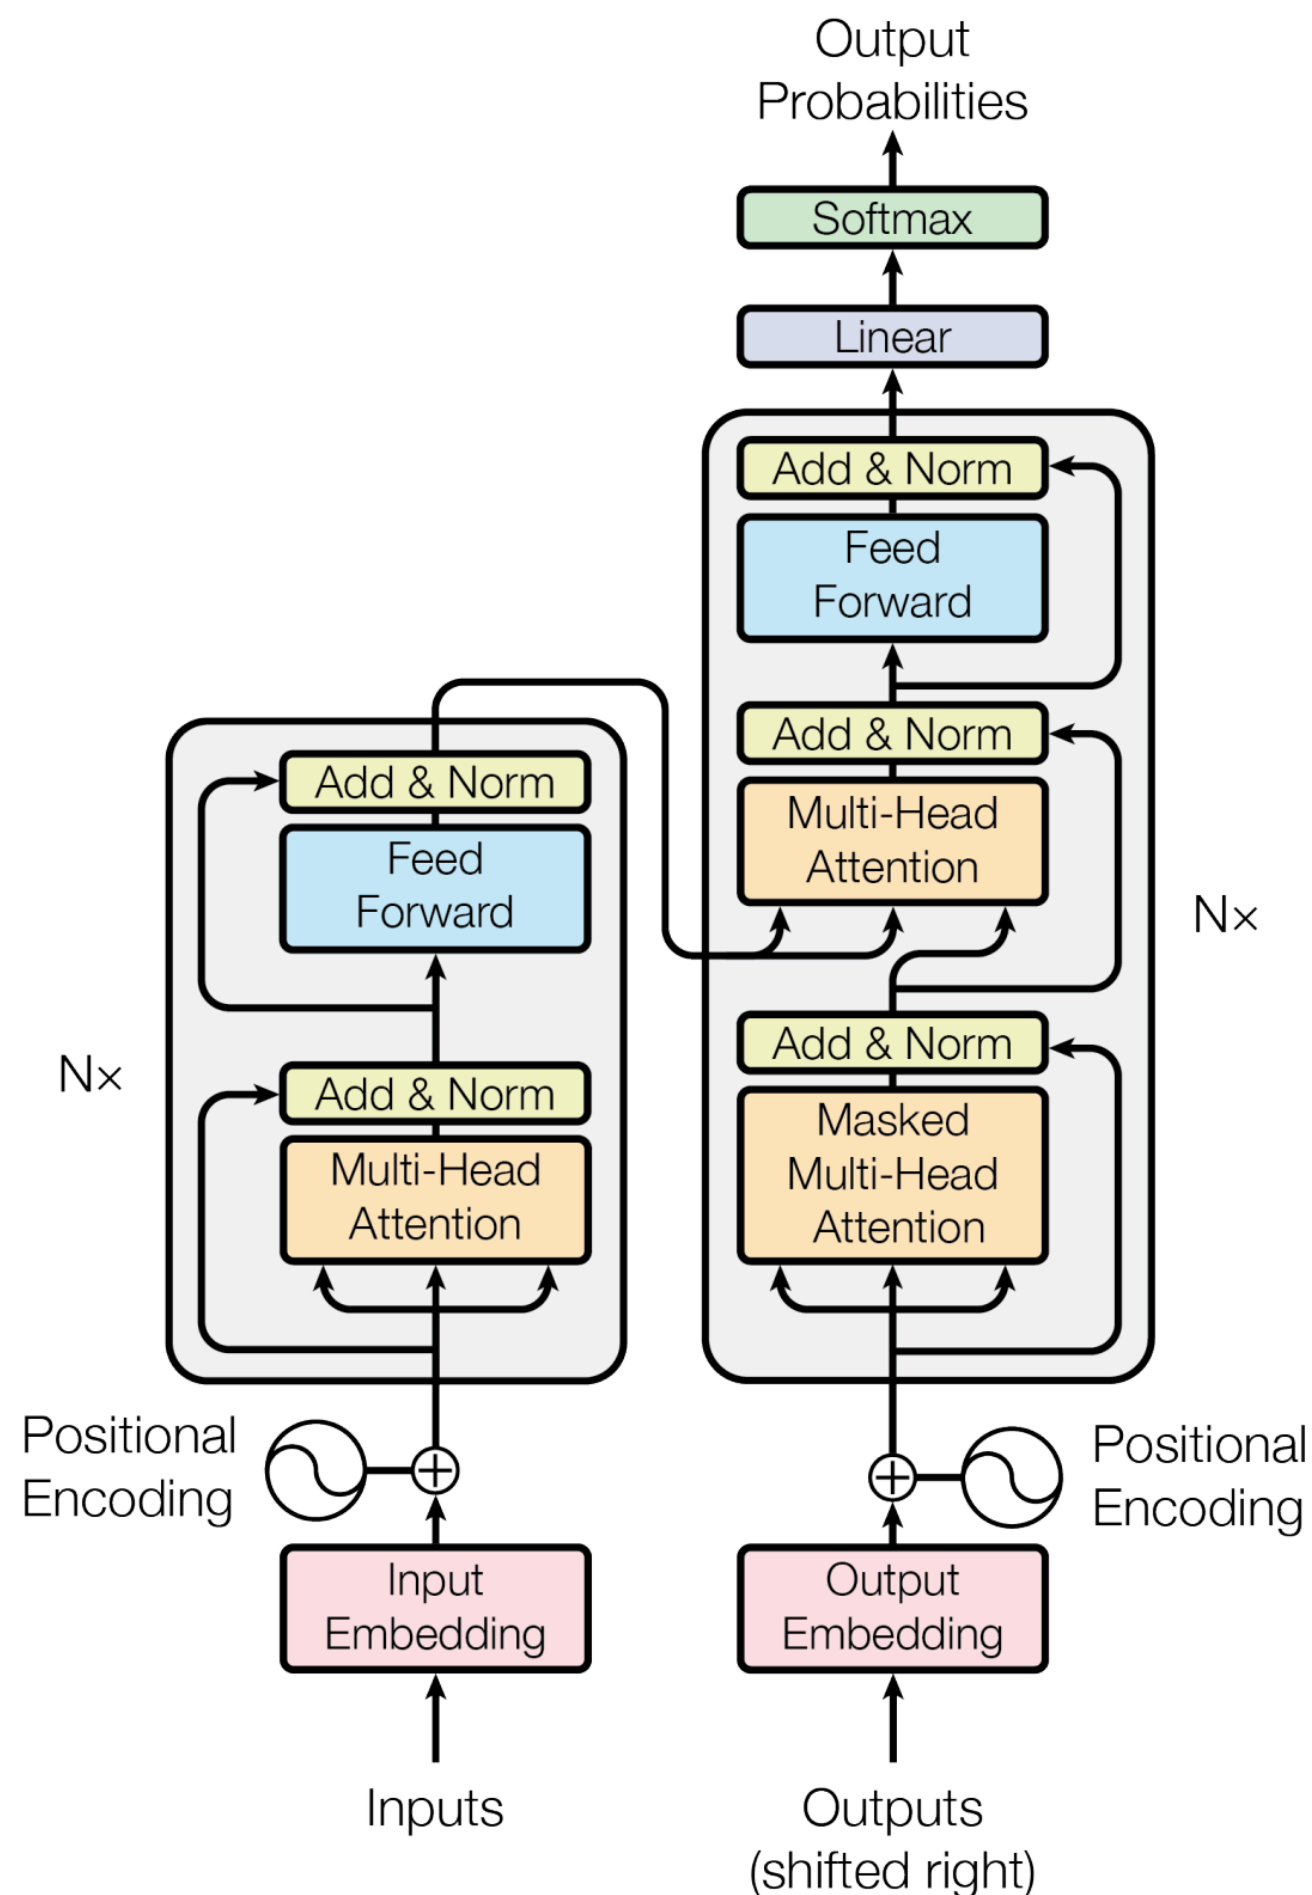 Output
Probabilities
Softmax
Linear
Add & Norm
Feed
Forward
Add & Norm
Multi-Head
Attention
Add & Norm
Masked
Multi-Head
Attention
N×
Add & Norm
Feed
Forward
Add & Norm
Multi-Head
Attention
N×
Positional
Encoding
Positional
Encoding
Input
Embedding
Output
Embedding
Inputs
Outputs
(shifted right)